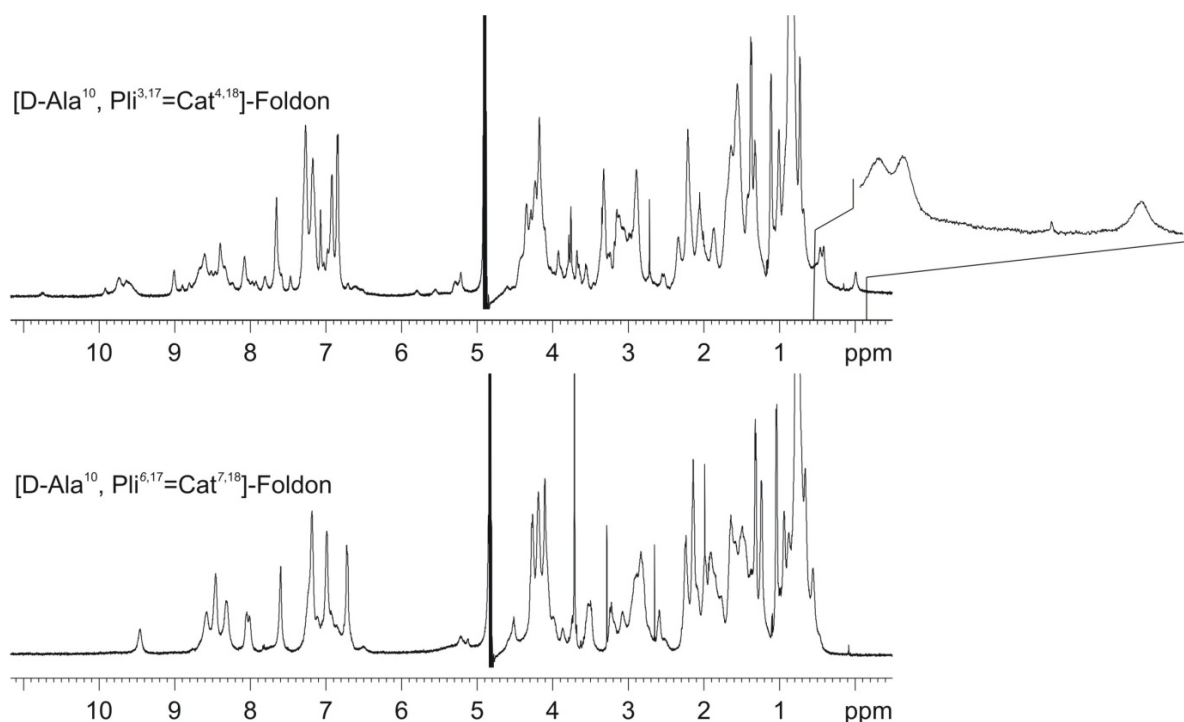 [D-Ala¹⁰, Pli³,¹⁷=Cat⁴,¹⁸]-Foldon
10 9 8 7 6 5 4 3 2 1 ppm
[D-Ala¹⁰, Pli⁶,¹⁷=Cat⁷,¹⁸]-Foldon
10 9 8 7 6 5 4 3 2 1 ppm